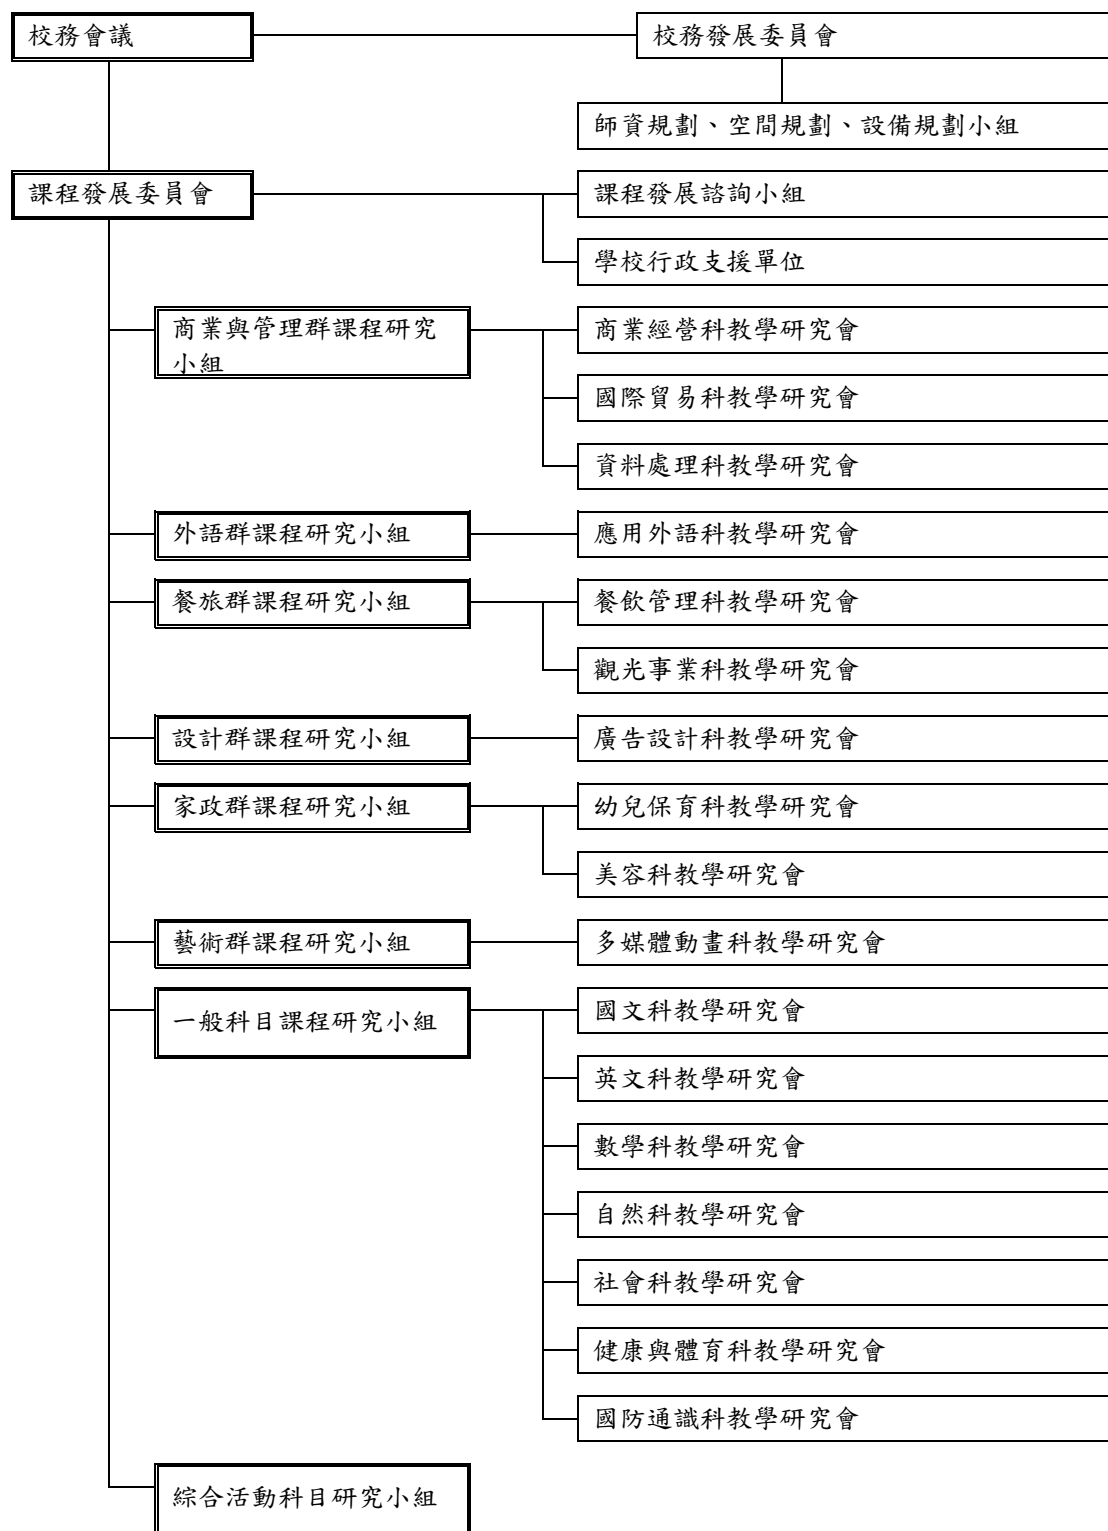 校務會議
校務發展委員會
師資規劃、空間規劃、設備規劃小組
課程發展委員會
課程發展諮詢小組
學校行政支援單位
商業與管理群課程研究
小組
商業經營科教學研究會
國際貿易科教學研究會
資料處理科教學研究會
外語群課程研究小組
應用外語科教學研究會
餐旅群課程研究小組
餐飲管理科教學研究會
觀光事業科教學研究會
設計群課程研究小組
廣告設計科教學研究會
家政群課程研究小組
幼兒保育科教學研究會
美容科教學研究會
藝術群課程研究小組
多媒體動畫科教學研究會
一般科目課程研究小組
國文科教學研究會
英文科教學研究會
數學科教學研究會
自然科教學研究會
社會科教學研究會
健康與體育科教學研究會
國防通識科教學研究會
綜合活動科目研究小組